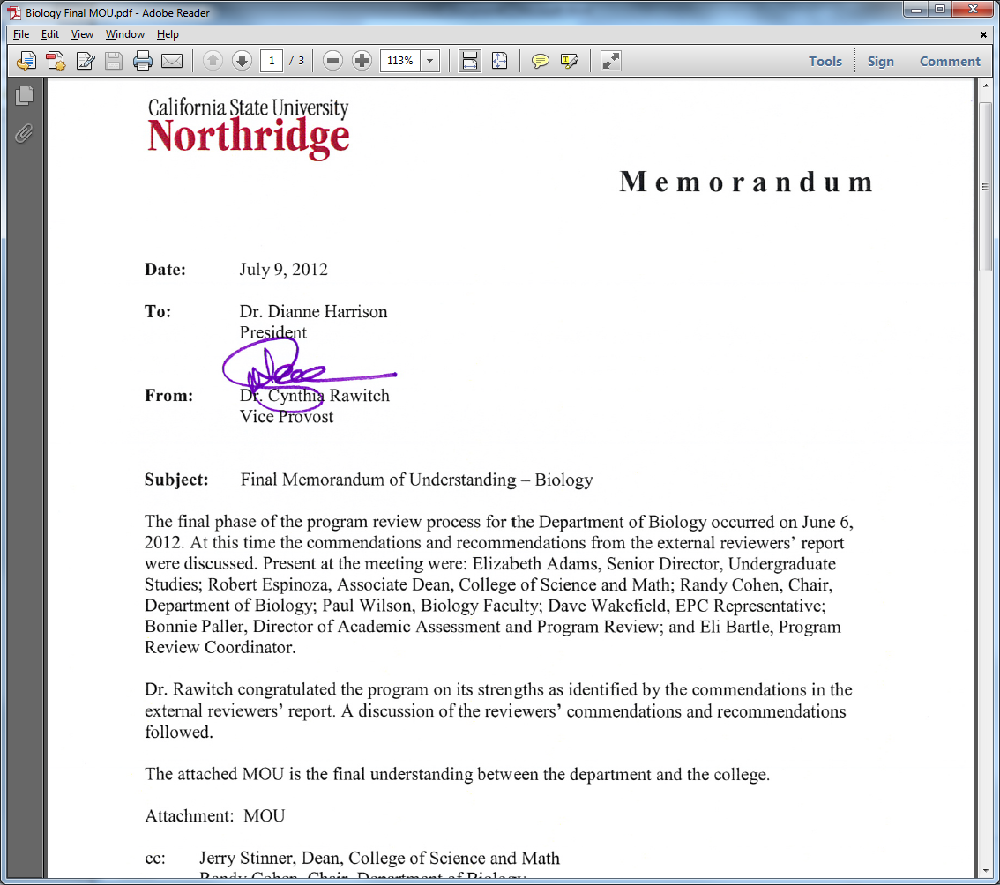 Biology Final MOU.pdf - Adobe Reader
File Edit View Window Help
1 / 3 113% Tools Sign Comment
California State University
Northridge
Memorandum
Date: July 9, 2012
To: Dr. Dianne Harrison
President
From: Dr. Cynthia Rawitch
Vice Provost
Subject: Final Memorandum of Understanding – Biology
The final phase of the program review process for the Department of Biology occurred on June 6,
2012. At this time the commendations and recommendations from the external reviewers’ report
were discussed. Present at the meeting were: Elizabeth Adams, Senior Director, Undergraduate
Studies; Robert Espinoza, Associate Dean, College of Science and Math; Randy Cohen, Chair,
Department of Biology; Paul Wilson, Biology Faculty; Dave Wakefield, EPC Representative;
Bonnie Paller, Director of Academic Assessment and Program Review; and Eli Bartle, Program
Review Coordinator.
Dr. Rawitch congratulated the program on its strengths as identified by the commendations in the
external reviewers’ report. A discussion of the reviewers’ commendations and recommendations
followed.
The attached MOU is the final understanding between the department and the college.
Attachment: MOU
cc: Jerry Stinner, Dean, College of Science and Math
Randy Cohen, Chair, Department of Biology